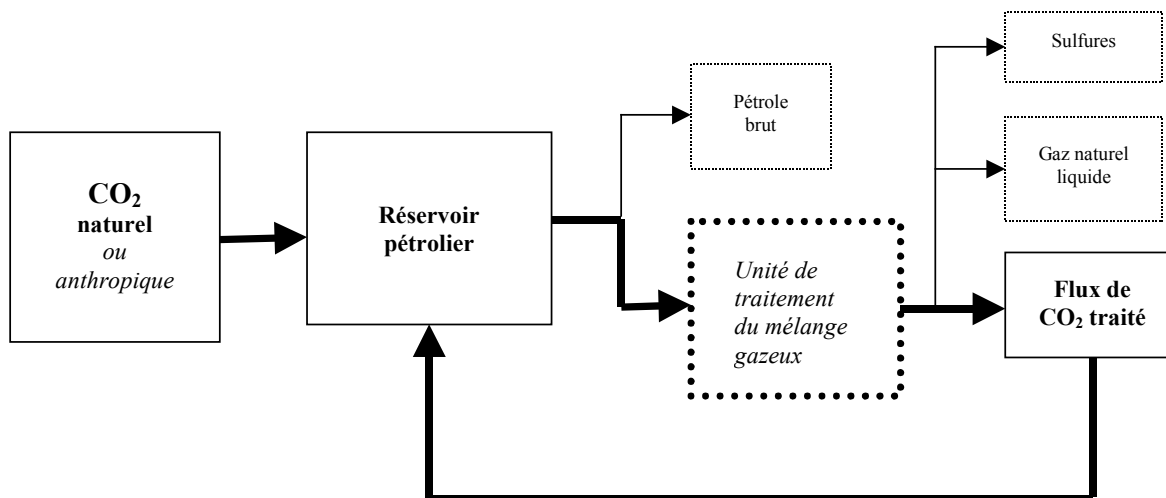 CO₂
naturel
ou
anthropique
Réservoir
pétrolier
Pétrole
brut
Unité de
traitement
du mélange
gazeux
Sulfures
Gaz naturel
liquide
Flux de
CO₂ traité